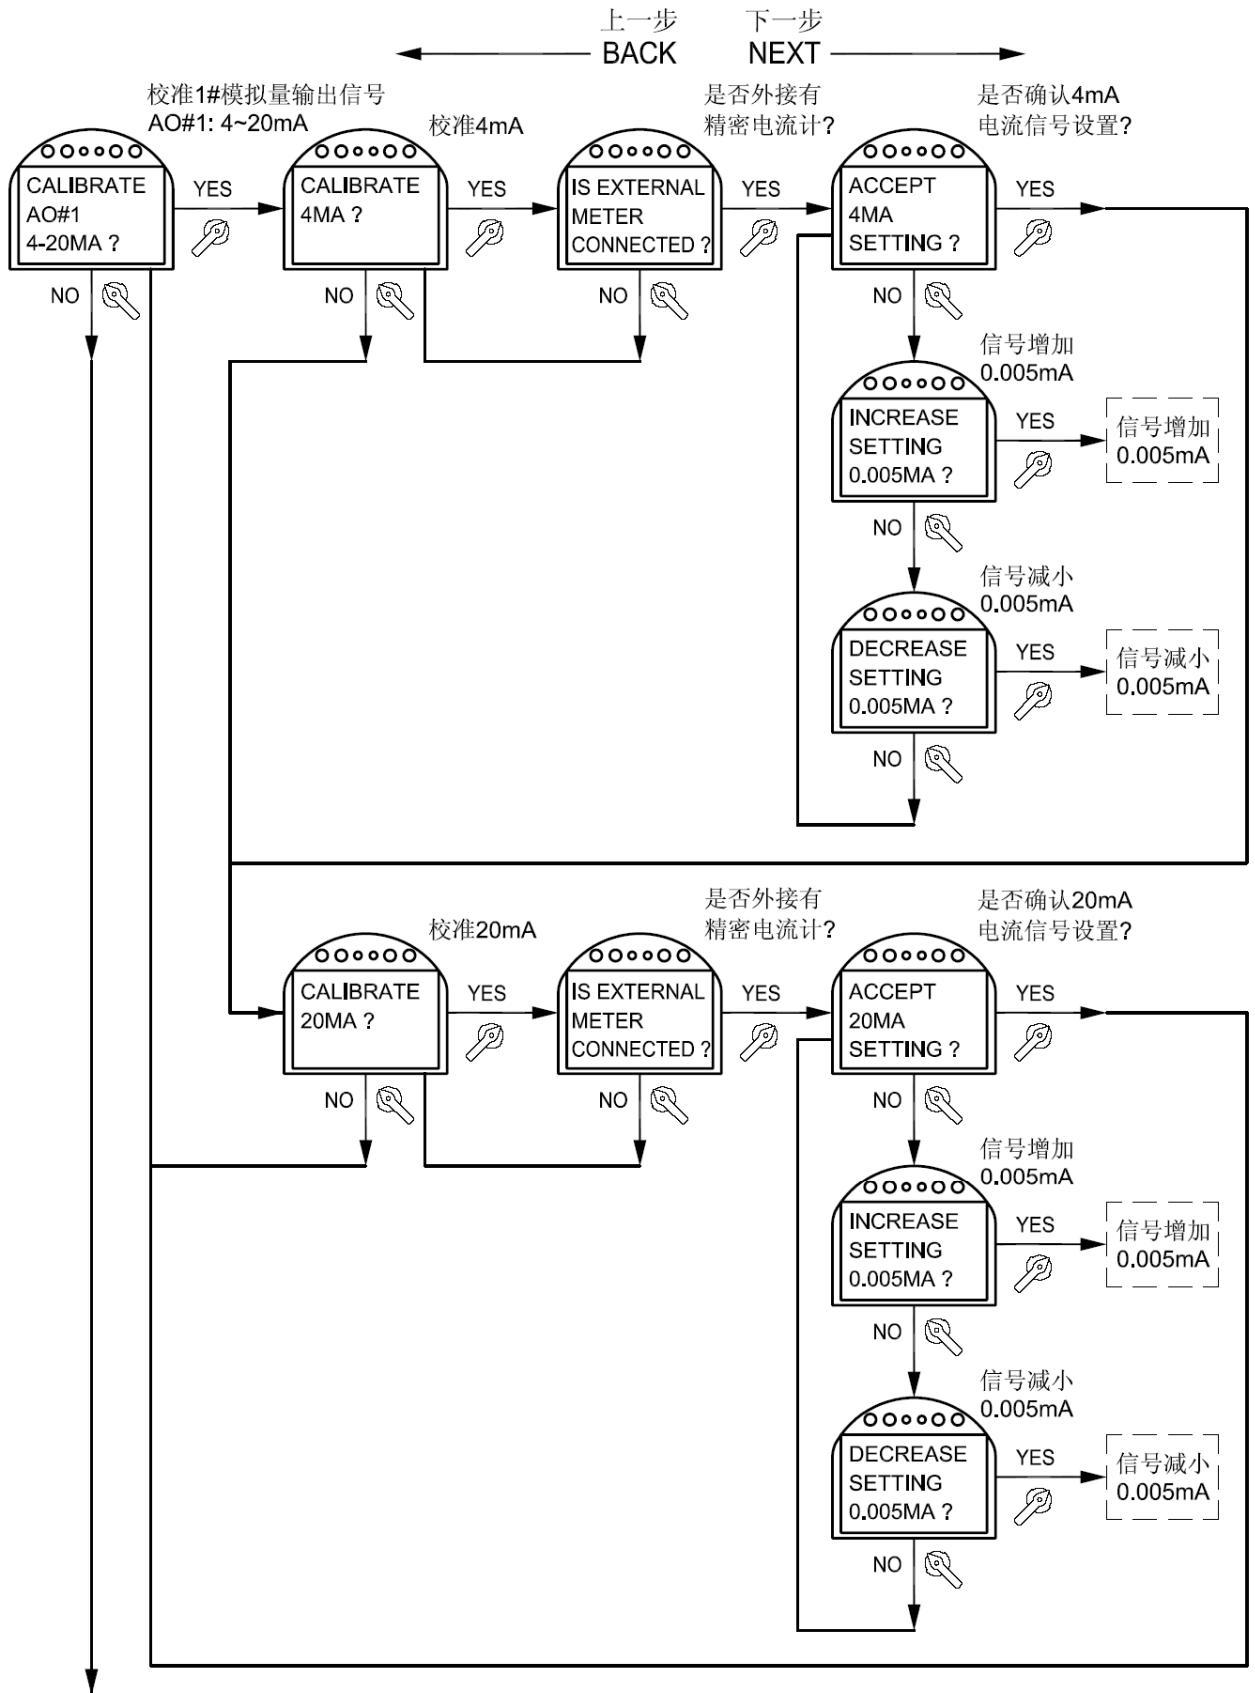 上一步 下一步
BACK NEXT
校准1#模拟量输出信号
AO#1: 4~20mA
校准4mA
是否外接有
精密电流计?
是否确认4mA
电流信号设置?
CALIBRATE
AO#1
4-20MA ?
YES
NO
CALIBRATE
4MA ?
YES
NO
IS EXTERNAL
METER
CONNECTED ?
YES
NO
ACCEPT
4MA
SETTING ?
YES
NO
信号增加
0.005mA
INCREASE
SETTING
0.005MA ?
YES
信号增加
0.005mA
NO
信号减小
0.005mA
DECREASE
SETTING
0.005MA ?
YES
信号减小
0.005mA
NO
校准20mA
是否外接有
精密电流计?
是否确认20mA
电流信号设置?
CALIBRATE
20MA ?
YES
NO
IS EXTERNAL
METER
CONNECTED ?
YES
NO
ACCEPT
20MA
SETTING ?
YES
NO
信号增加
0.005mA
INCREASE
SETTING
0.005MA ?
YES
信号增加
0.005mA
NO
信号减小
0.005mA
DECREASE
SETTING
0.005MA ?
YES
信号减小
0.005mA
NO